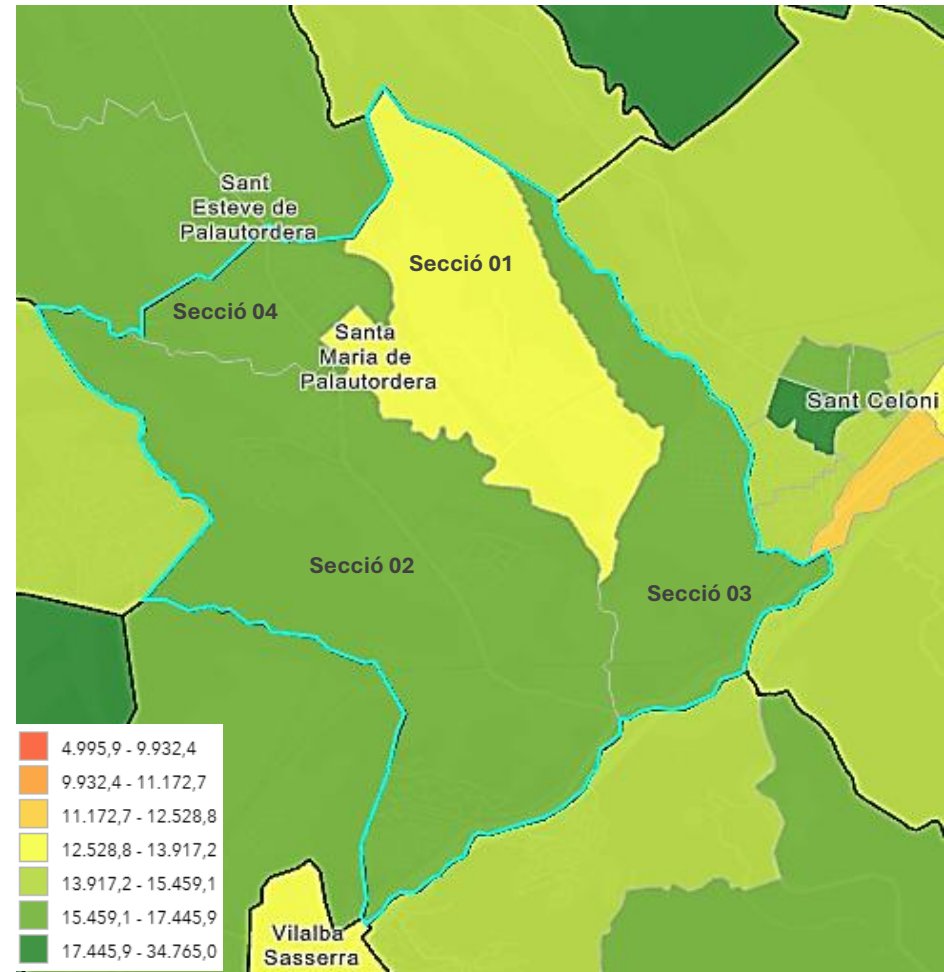 Sant
Esteve de
Palautordera
Secció 01
Secció 04
Santa
Maria de
Palautordera
Sant Celoni
Secció 02
Secció 03
4.995,9 - 9.932,4
9.932,4 - 11.172,7
11.172,7 - 12.528,8
12.528,8 - 13.917,2
13.917,2 - 15.459,1
15.459,1 - 17.445,9
17.445,9 - 34.765,0
Vilalba
Sasserra